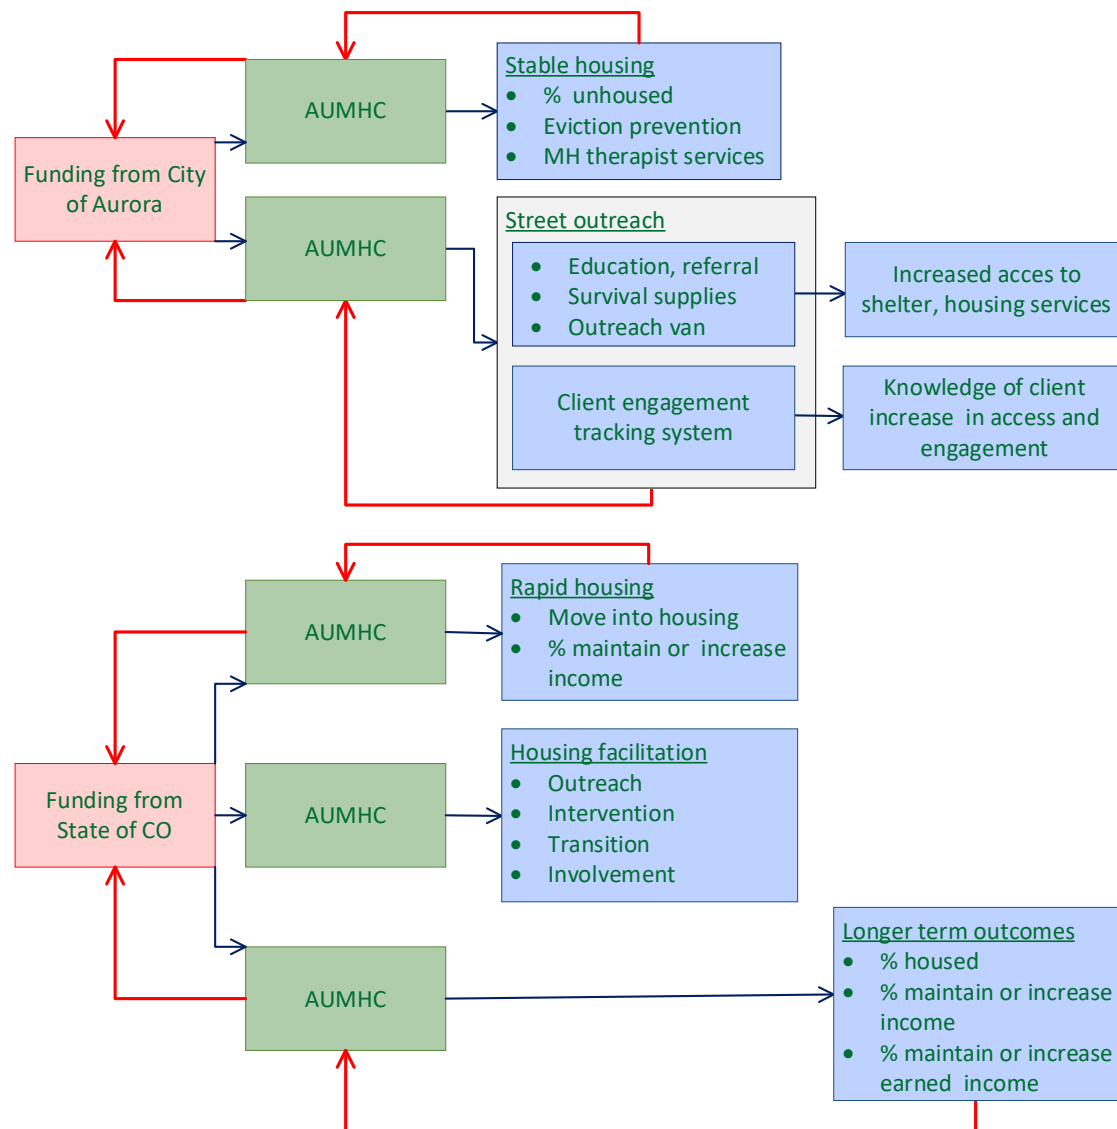 AUMHC
Stable housing
• % unhoused
• Eviction prevention
• MH therapist services
Funding from City
of Aurora
AUMHC
Street outreach
• Education, referral
• Survival supplies
• Outreach van
Increased acces to
shelter, housing services
Client engagement
tracking system
Knowledge of client
increase in access and
engagement
AUMHC
Rapid housing
• Move into housing
• % maintain or increase
income
Funding from
State of CO
AUMHC
Housing facilitation
• Outreach
• Intervention
• Transition
• Involvement
AUMHC
Longer term outcomes
• % housed
• % maintain or increase
income
• % maintain or increase
earned income